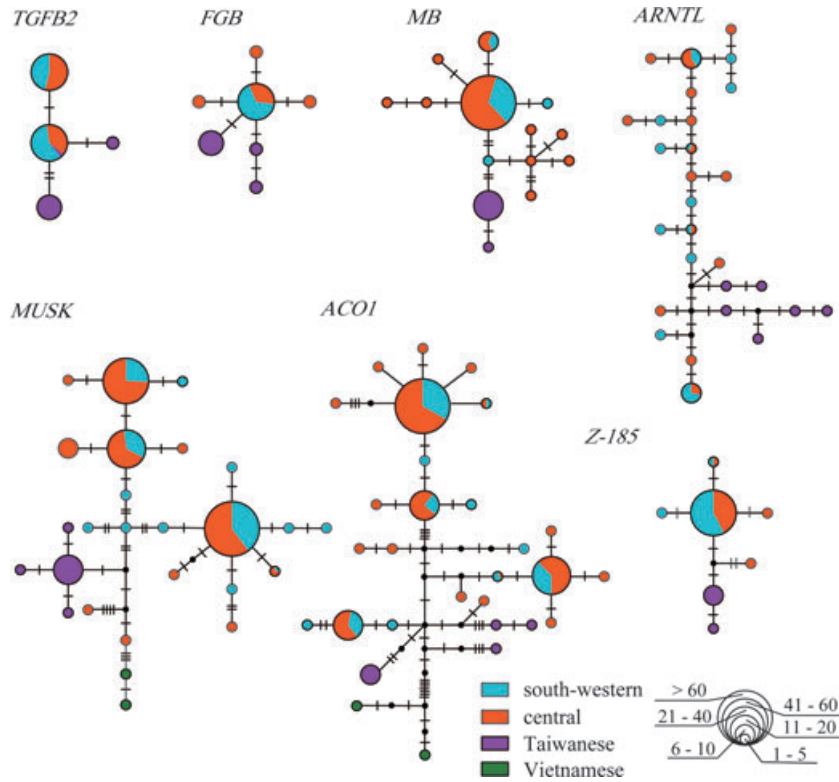 TGFB2
FGB
MB
ARNTL
MUSK
ACO1
Z-185
south-western
central
Taiwanese
Vietnamese
> 60
41 - 60
21 - 40
11 - 20
6 - 10
1 - 5